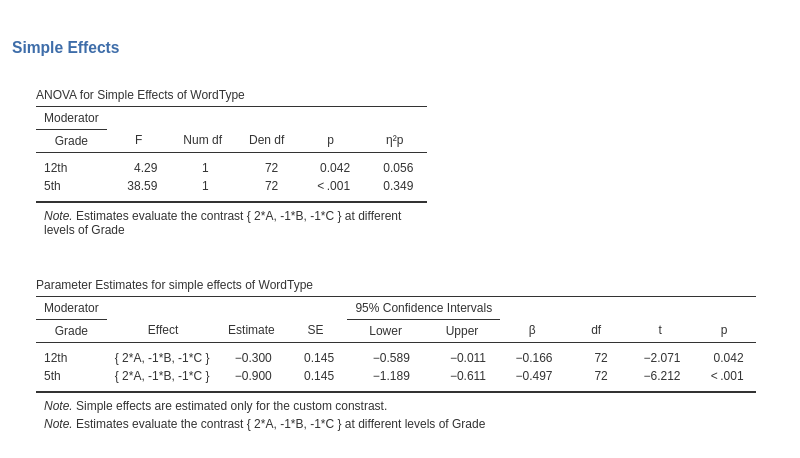 Simple Effects
ANOVA for Simple Effects of WordType
Moderator
Grade F Num df Den df p η²p
12th 4.29 1 72 0.042 0.056
5th 38.59 1 72 < .001 0.349
Note. Estimates evaluate the contrast { 2*A, -1*B, -1*C } at different
levels of Grade
Parameter Estimates for simple effects of WordType
Moderator 95% Confidence Intervals
Grade Effect Estimate SE Lower Upper β df t p
12th { 2*A, -1*B, -1*C } −0.300 0.145 −0.589 −0.011 −0.166 72 −2.071 0.042
5th { 2*A, -1*B, -1*C } −0.900 0.145 −1.189 −0.611 −0.497 72 −6.212 < .001
Note. Simple effects are estimated only for the custom constrast.
Note. Estimates evaluate the contrast { 2*A, -1*B, -1*C } at different levels of Grade